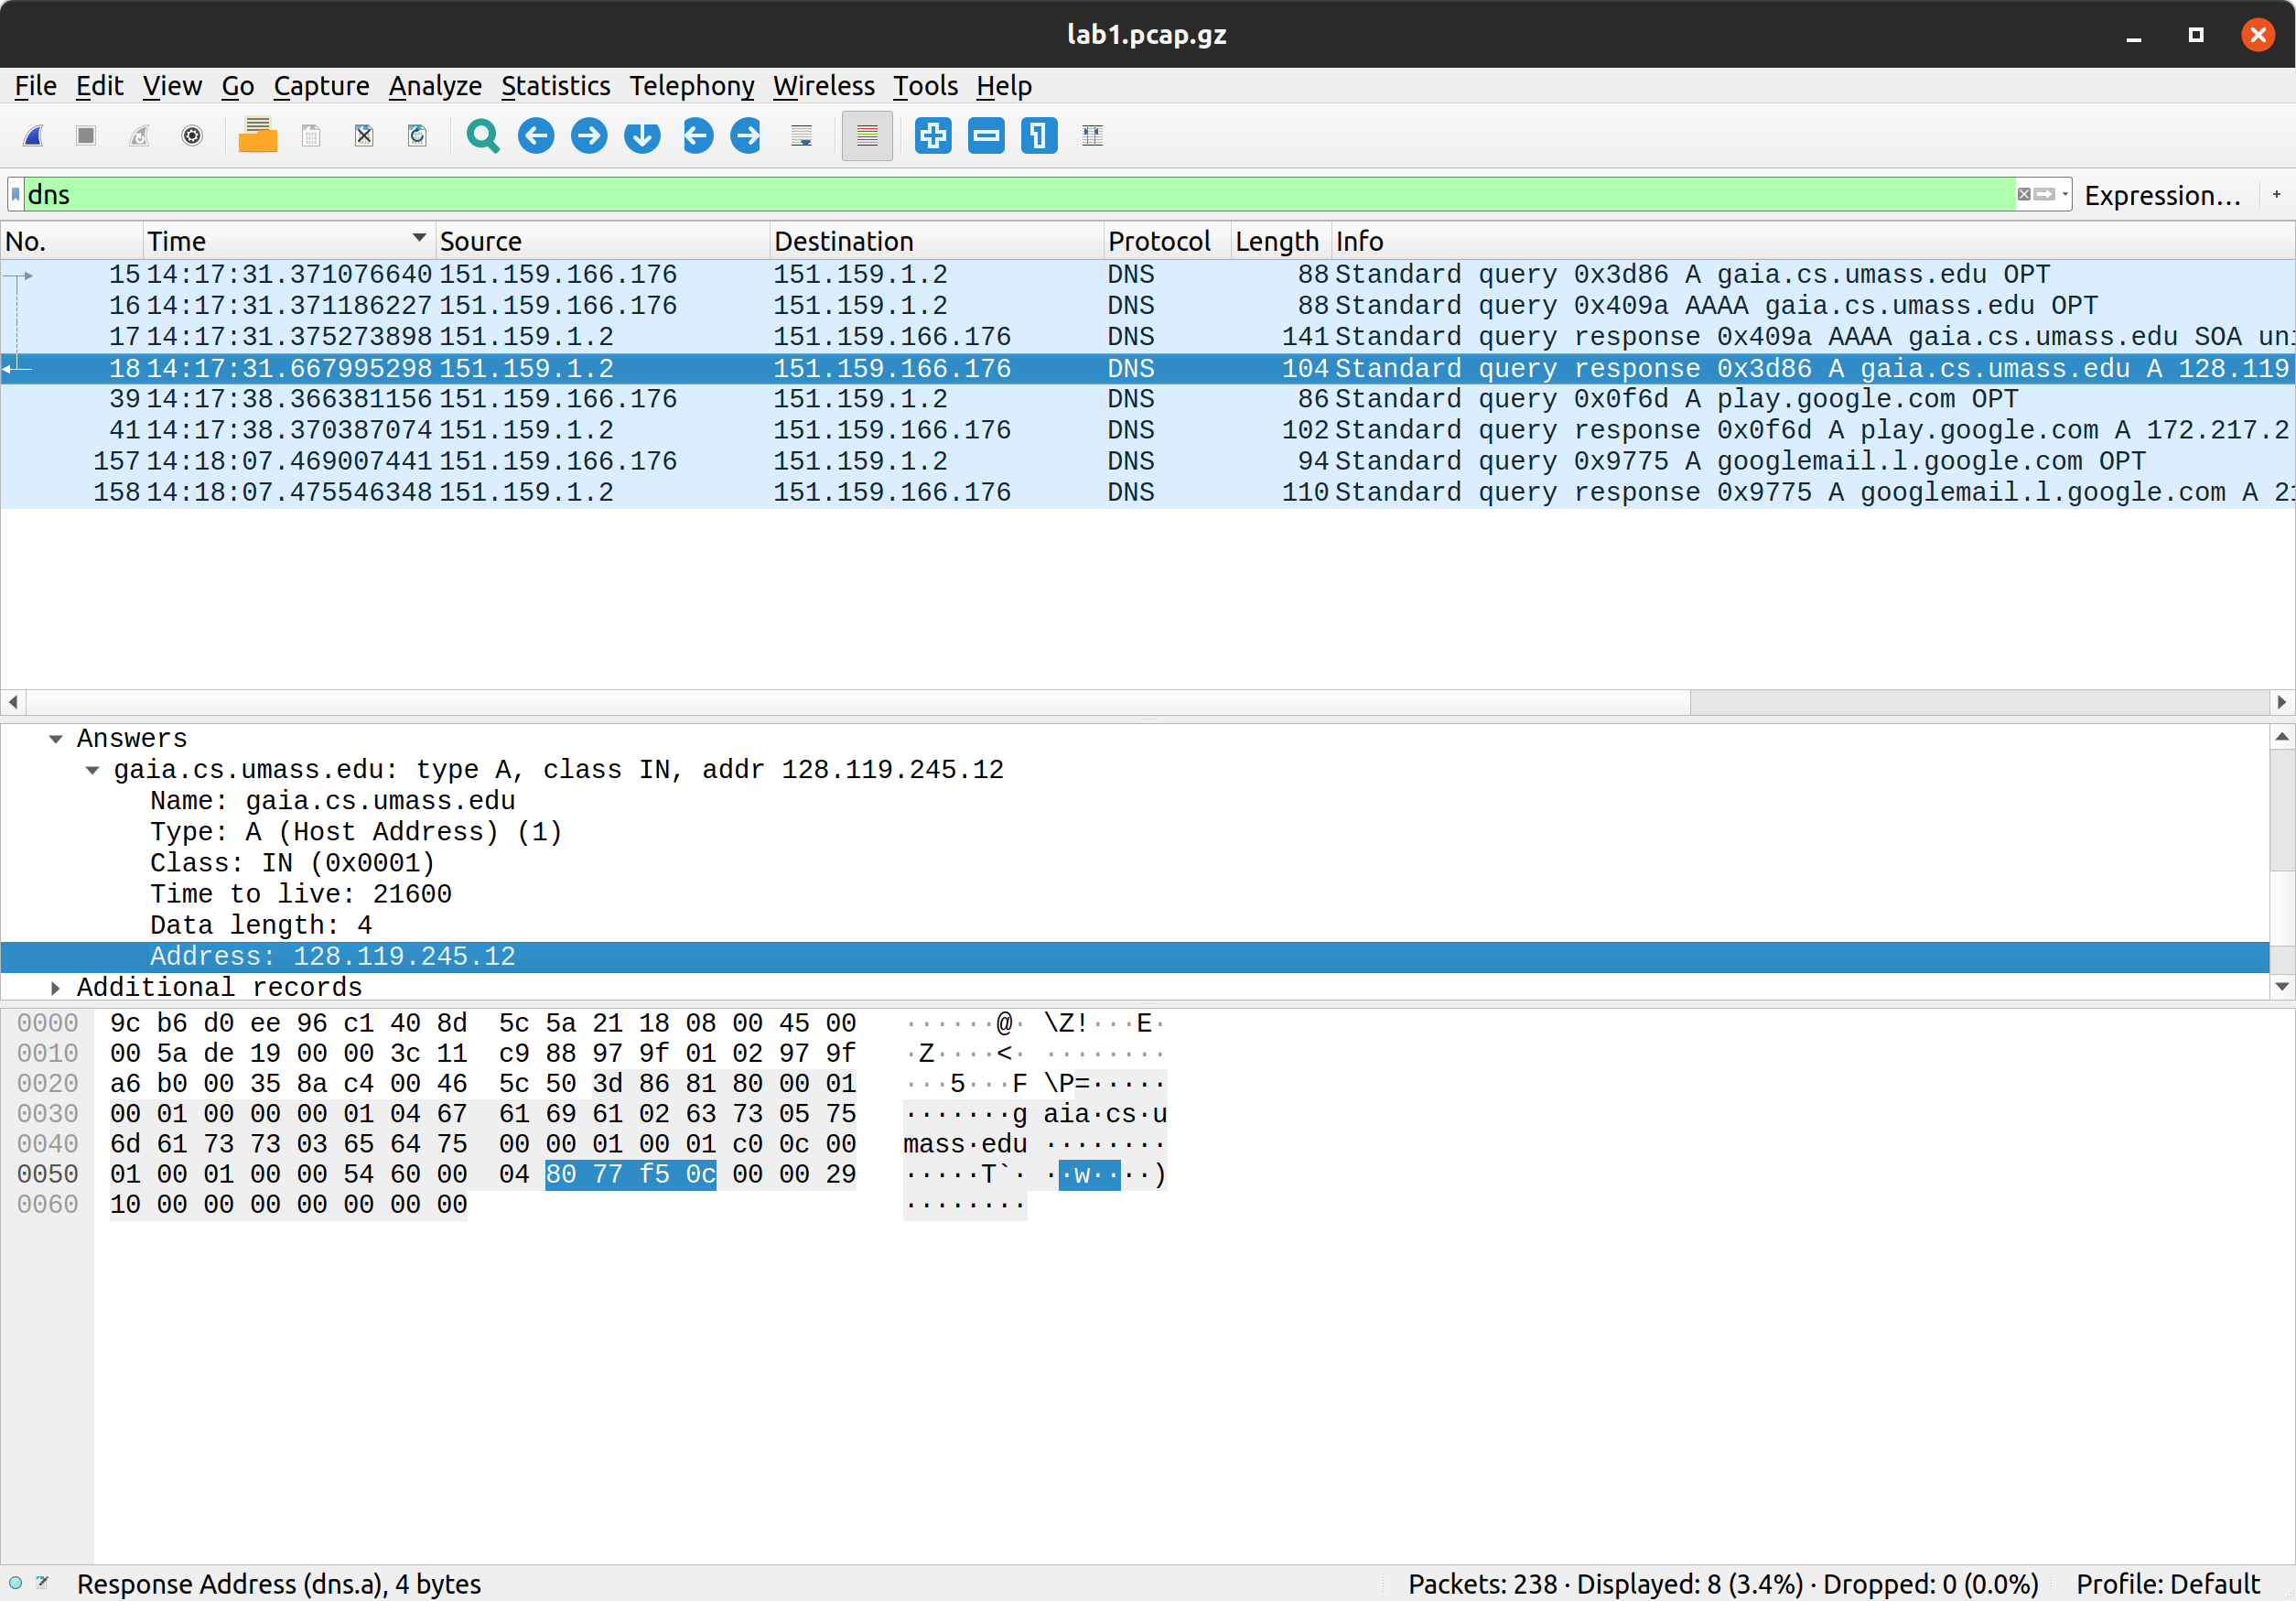 lab1.pcap.gz
File Edit View Go Capture Analyze Statistics Telephony Wireless Tools Help
dns Expression… +
No. Time Source Destination Protocol Length Info
15 14:17:31.371076640 151.159.166.176 151.159.1.2 DNS 88 Standard query 0x3d86 A gaia.cs.umass.edu OPT
16 14:17:31.371186227 151.159.166.176 151.159.1.2 DNS 88 Standard query 0x409a AAAA gaia.cs.umass.edu OPT
17 14:17:31.375273898 151.159.1.2 151.159.166.176 DNS 141 Standard query response 0x409a AAAA gaia.cs.umass.edu SOA uni
18 14:17:31.667995298 151.159.1.2 151.159.166.176 DNS 104 Standard query response 0x3d86 A gaia.cs.umass.edu A 128.119
39 14:17:38.366381156 151.159.166.176 151.159.1.2 DNS 86 Standard query 0x0f6d A play.google.com OPT
41 14:17:38.370387074 151.159.1.2 151.159.166.176 DNS 102 Standard query response 0x0f6d A play.google.com A 172.217.2
157 14:18:07.469007441 151.159.166.176 151.159.1.2 DNS 94 Standard query 0x9775 A googlemail.l.google.com OPT
158 14:18:07.475546348 151.159.1.2 151.159.166.176 DNS 110 Standard query response 0x9775 A googlemail.l.google.com A 21
Answers
gaia.cs.umass.edu: type A, class IN, addr 128.119.245.12
Name: gaia.cs.umass.edu
Type: A (Host Address) (1)
Class: IN (0x0001)
Time to live: 21600
Data length: 4
Address: 128.119.245.12
Additional records
0000 9c b6 d0 ee 96 c1 40 8d 5c 5a 21 18 08 00 45 00 ······@· \Z!···E·
0010 00 5a de 19 00 00 3c 11 c9 88 97 9f 01 02 97 9f ·Z····<· ········
0020 a6 b0 00 35 8a c4 00 46 5c 50 3d 86 81 80 00 01 ···5···F \P=·····
0030 00 01 00 00 00 01 04 67 61 69 61 02 63 73 05 75 ·······g aia·cs·u
0040 6d 61 73 73 03 65 64 75 00 00 01 00 01 c0 0c 00 mass·edu ········
0050 01 00 01 00 00 54 60 00 04 80 77 f5 0c 00 00 29 ·····T`· ··w····)
0060 10 00 00 00 00 00 00 00 ········
Response Address (dns.a), 4 bytes Packets: 238 · Displayed: 8 (3.4%) · Dropped: 0 (0.0%) Profile: Default